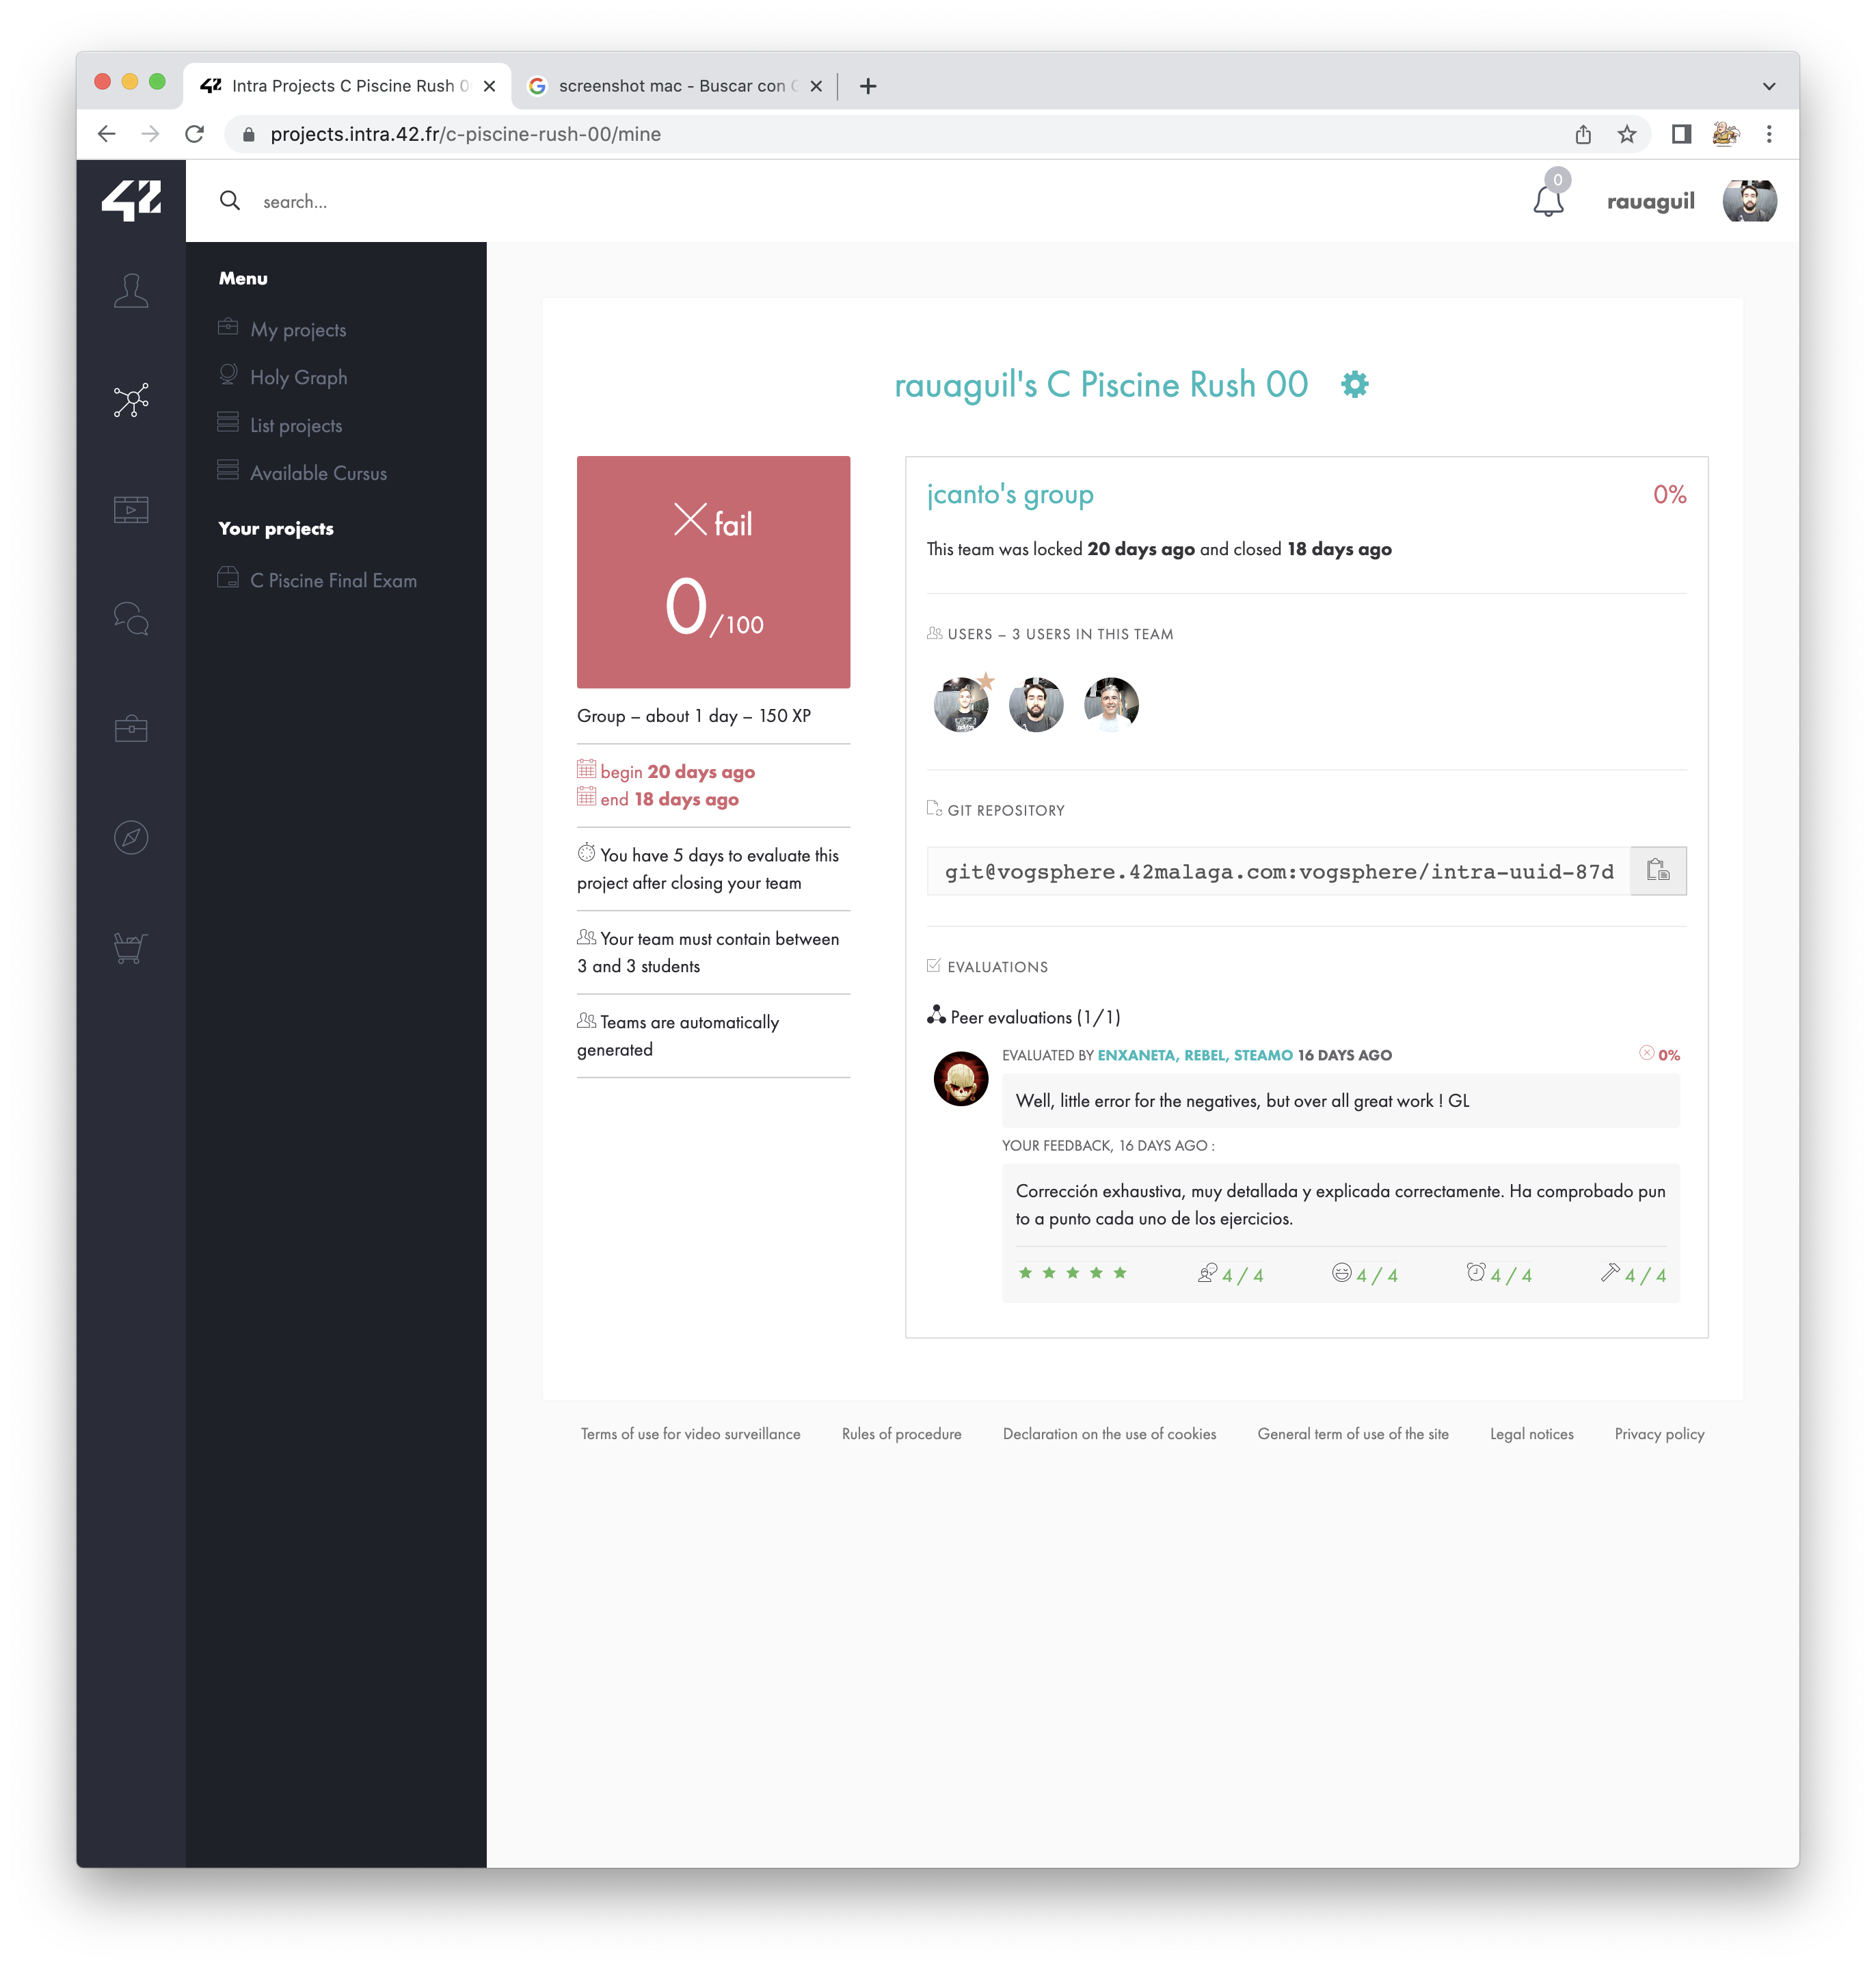 42 Intra Projects C Piscine Rush 0
screenshot mac - Buscar con
projects.intra.42.fr/c-piscine-rush-00/mine
42
search...
0
rauaguil
Menu
My projects
Holy Graph
List projects
Available Cursus
Your projects
C Piscine Final Exam
rauaguil's C Piscine Rush 00
fail
0/100
Group – about 1 day – 150 XP
begin 20 days ago
end 18 days ago
You have 5 days to evaluate this
project after closing your team
Your team must contain between
3 and 3 students
Teams are automatically
generated
jcanto's group
0%
This team was locked 20 days ago and closed 18 days ago
USERS – 3 USERS IN THIS TEAM
GIT REPOSITORY
git@vogsphere.42malaga.com:vogsphere/intra-uuid-87d
EVALUATIONS
Peer evaluations (1/1)
EVALUATED BY ENXANETA, REBEL, STEAMO 16 DAYS AGO
0%
Well, little error for the negatives, but over all great work ! GL
YOUR FEEDBACK, 16 DAYS AGO :
Corrección exhaustiva, muy detallada y explicada correctamente. Ha comprobado pun
to a punto cada uno de los ejercicios.
4 / 4 4 / 4 4 / 4 4 / 4
Terms of use for video surveillance Rules of procedure Declaration on the use of cookies General term of use of the site Legal notices Privacy policy